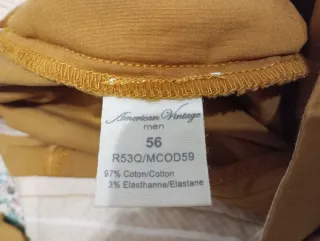 American Vintage
men
56
R53Q/MCOD59
97% Coton/Cotton
3% Elasthanne/Elastane